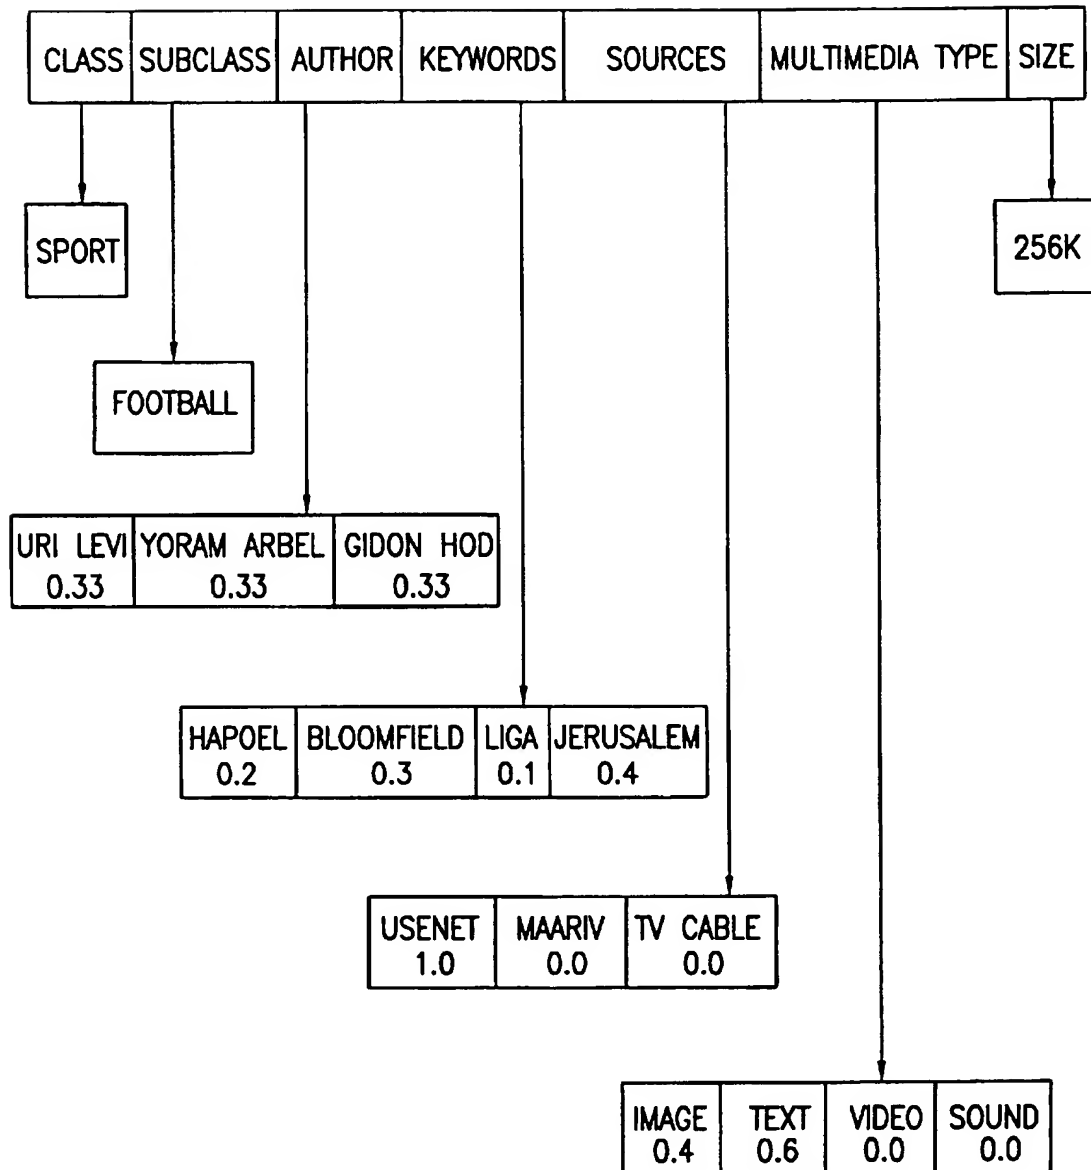 CLASS SUBCLASS AUTHOR KEYWORDS SOURCES MULTIMEDIA TYPE SIZE
SPORT
256K
FOOTBALL
URI LEVI YORAM ARBEL GIDON HOD
0.33 0.33 0.33
HAPOEL BLOOMFIELD LIGA JERUSALEM
0.2 0.3 0.1 0.4
USENET MAARIV TV CABLE
1.0 0.0 0.0
IMAGE TEXT VIDEO SOUND
0.4 0.6 0.0 0.0